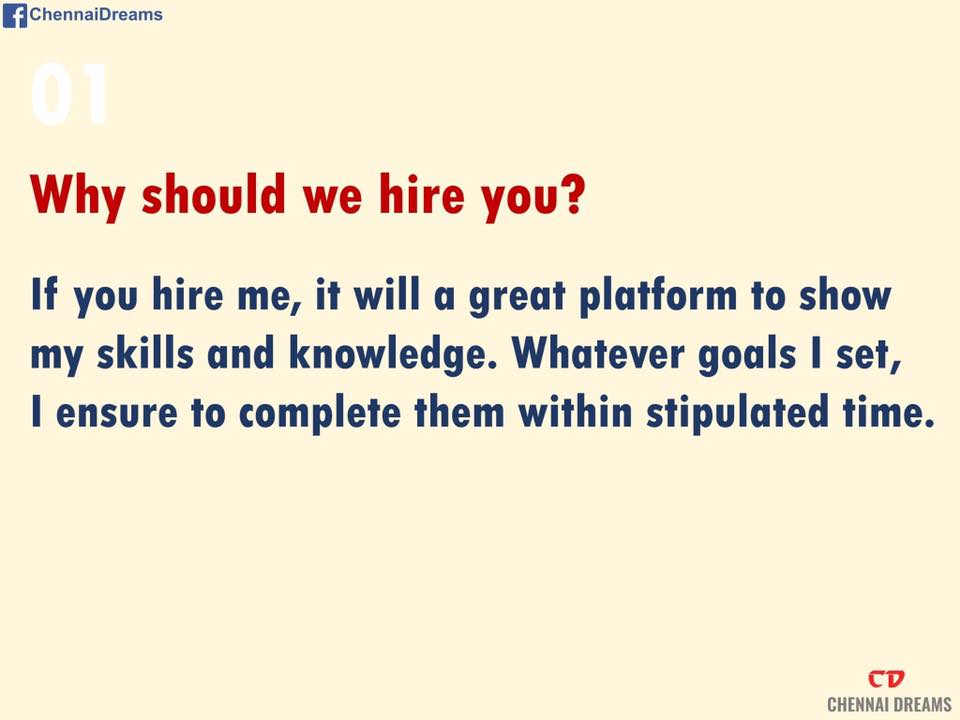 ChennaiDreams
01
Why should we hire you?
If you hire me, it will a great platform to show
my skills and knowledge. Whatever goals I set,
I ensure to complete them within stipulated time.
CD
CHENNAI DREAMS